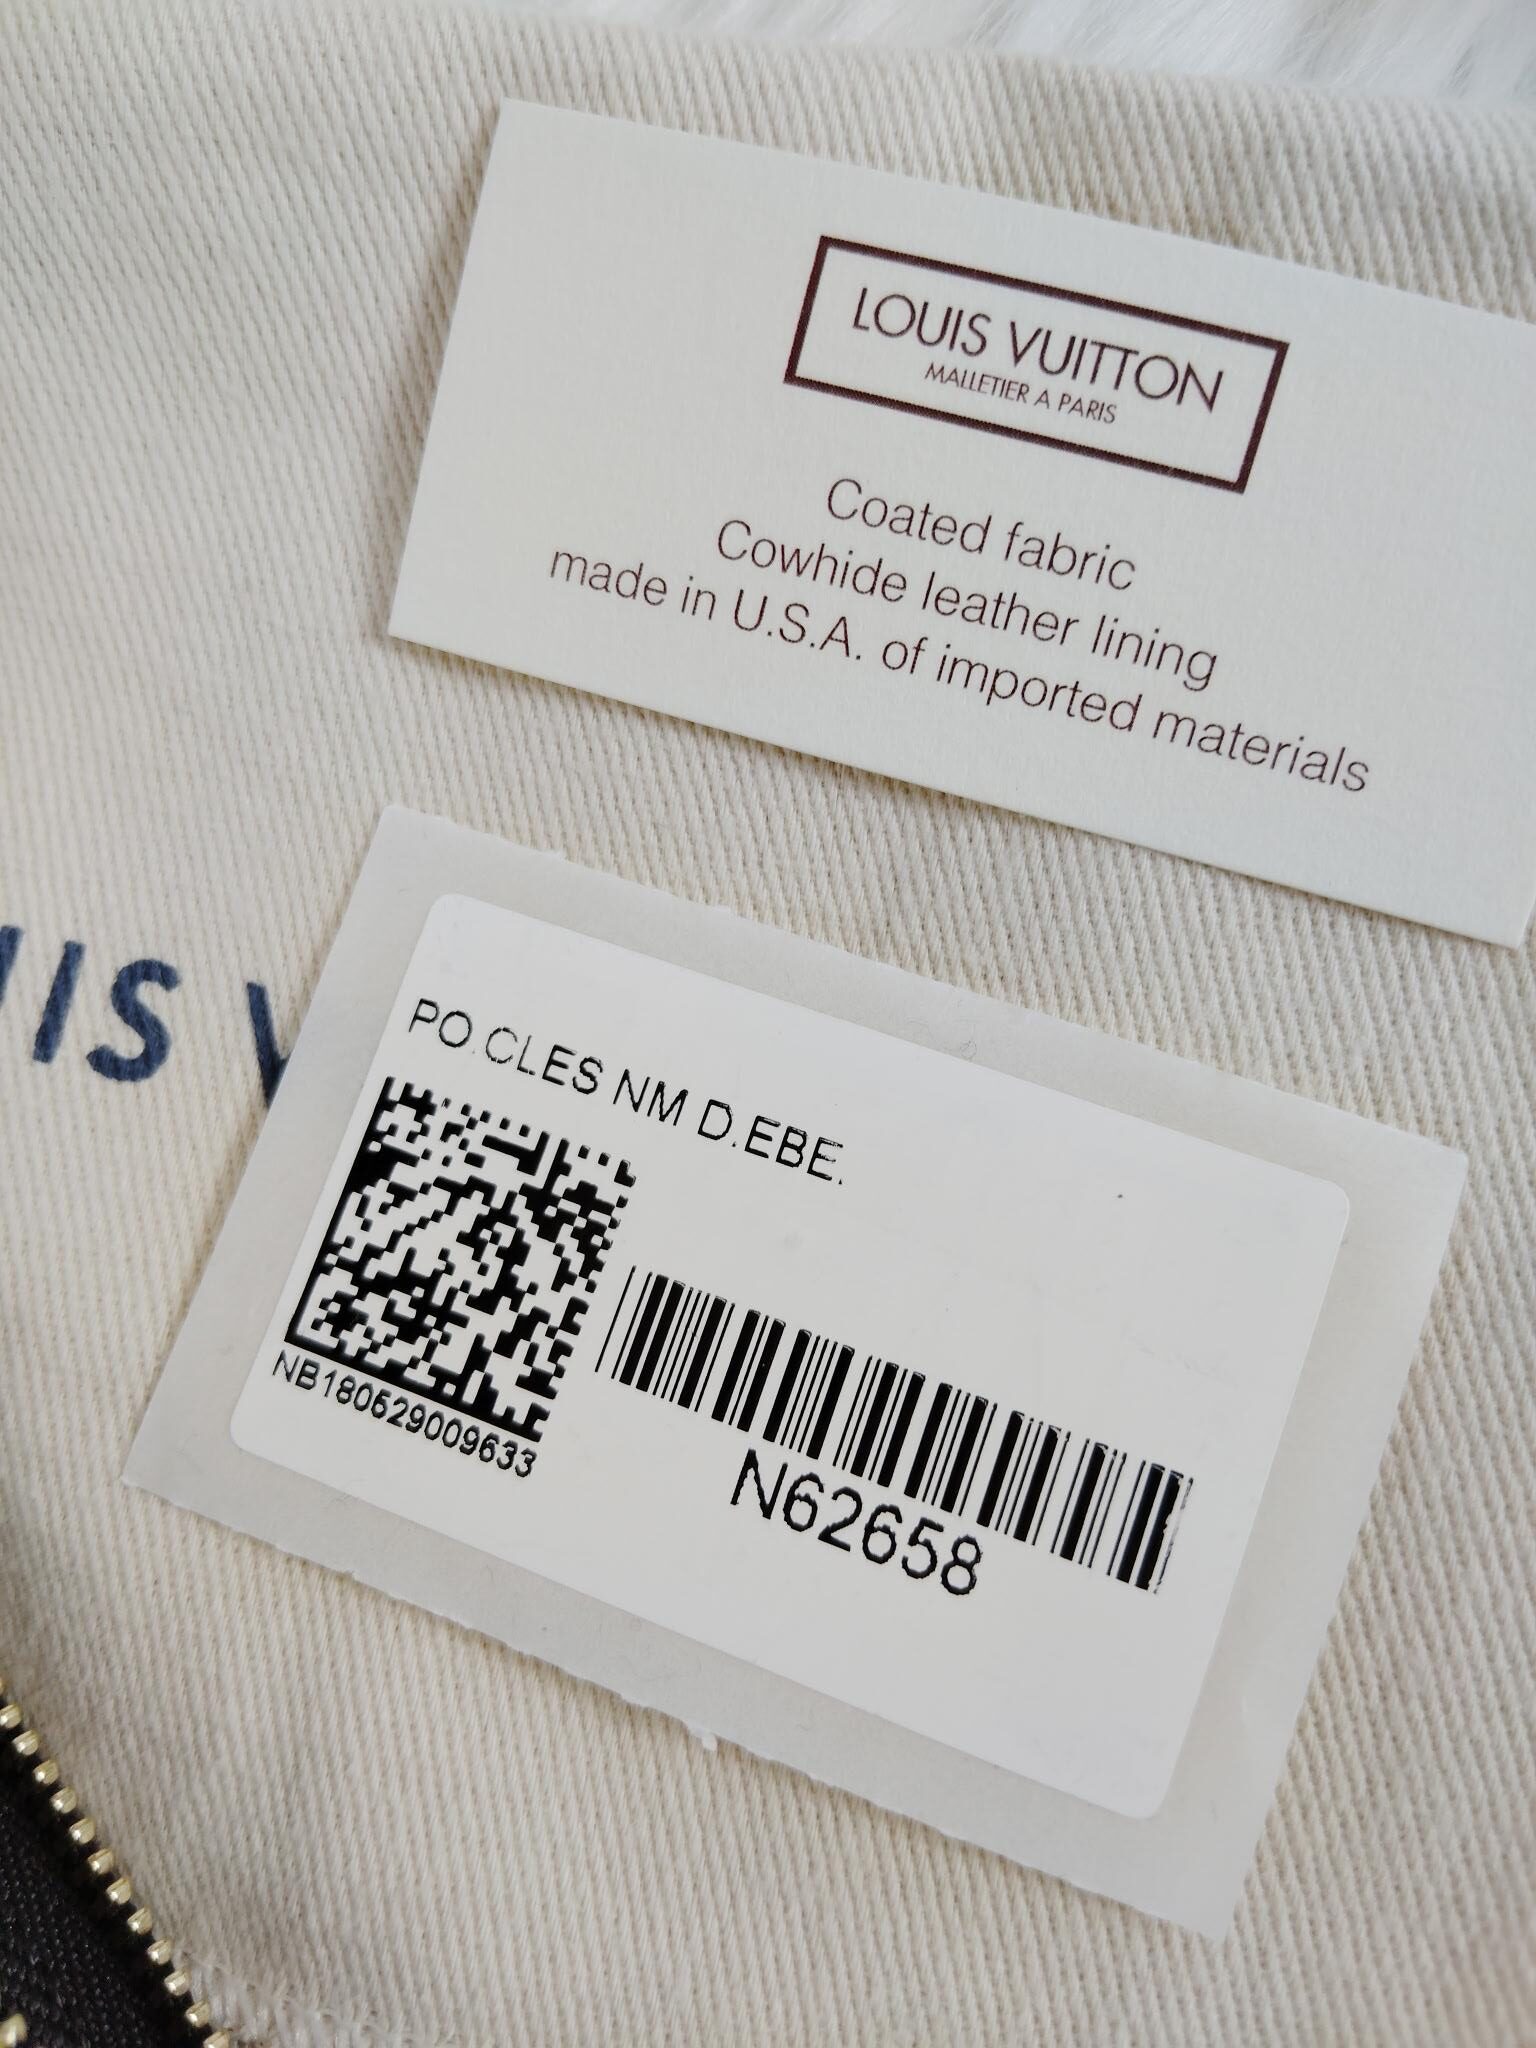 LOUIS VUITTON
MALLETIER A PARIS
Coated fabric
Cowhide leather lining
made in U.S.A. of imported materials
UIS V
PO.CLES NM D.EBE.
NB180629009633
N62658